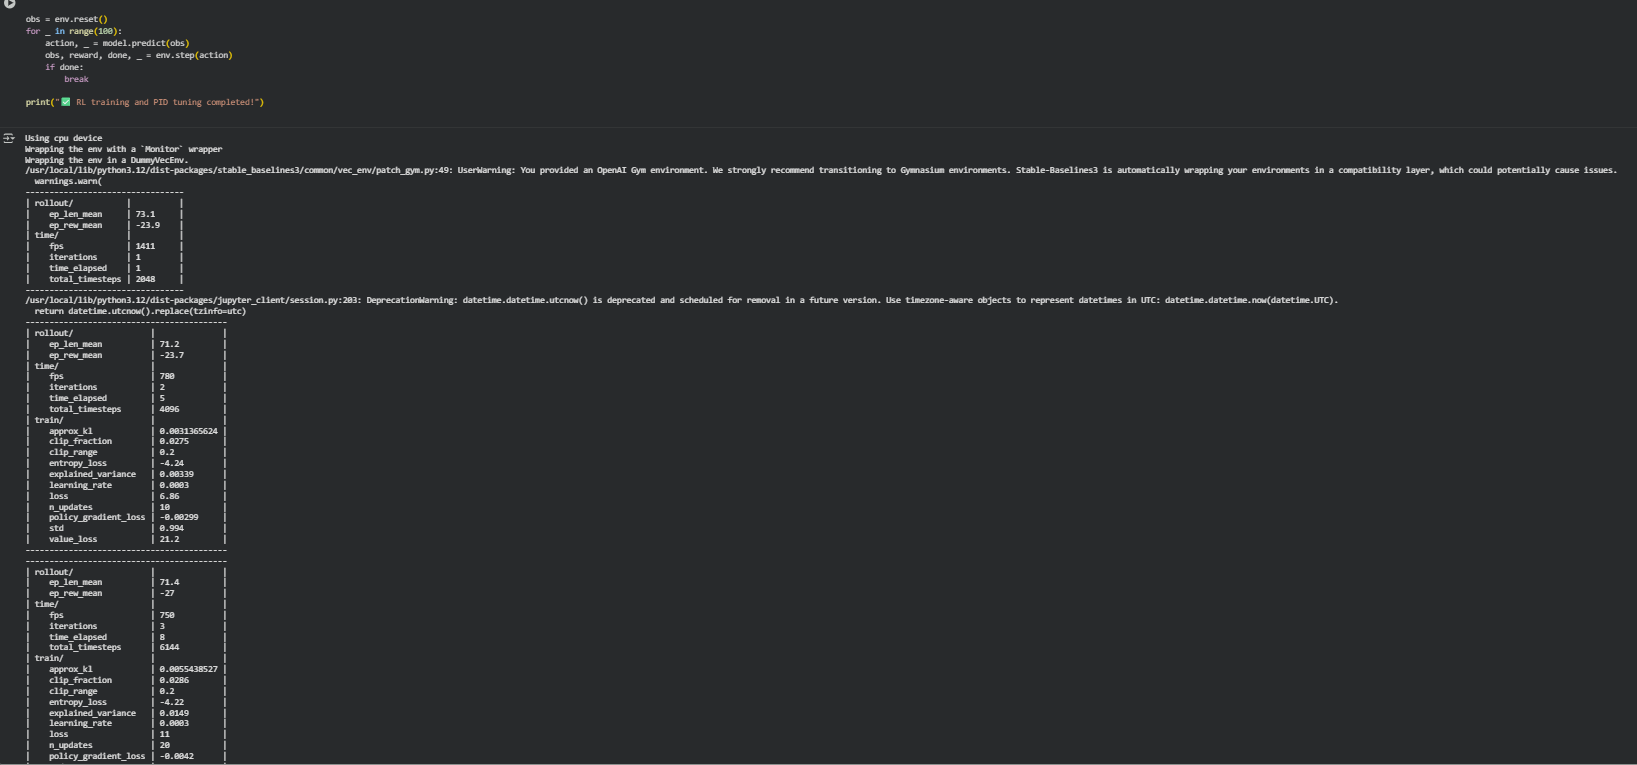 obs = env.reset()
for _ in range(100):
    action, _ = model.predict(obs)
    obs, reward, done, _ = env.step(action)
    if done:
        break
print("✅ RL training and PID tuning completed!")
Using cpu device
Wrapping the env with a `Monitor` wrapper
Wrapping the env in a DummyVecEnv.
/usr/local/lib/python3.12/dist-packages/stable_baselines3/common/vec_env/patch_gym.py:49: UserWarning: You provided an OpenAI Gym environment. We strongly recommend transitioning to Gymnasium environments. Stable-Baselines3 is automatically wrapping your environments in a compatibility layer, which could potentially cause issues.
  warnings.warn(
---------------------------------
| rollout/           |          |
|    ep_len_mean     | 73.1     |
|    ep_rew_mean     | -23.9    |
| time/              |          |
|    fps             | 1411     |
|    iterations      | 1        |
|    time_elapsed    | 1        |
|    total_timesteps | 2048     |
---------------------------------
/usr/local/lib/python3.12/dist-packages/jupyter_client/session.py:203: DeprecationWarning: datetime.datetime.utcnow() is deprecated and scheduled for removal in a future version. Use timezone-aware objects to represent datetimes in UTC: datetime.datetime.now(datetime.UTC).
  return datetime.utcnow().replace(tzinfo=utc)
------------------------------------------
| rollout/                |              |
|    ep_len_mean          | 71.2         |
|    ep_rew_mean          | -23.7        |
| time/                   |              |
|    fps                  | 780          |
|    iterations           | 2            |
|    time_elapsed         | 5            |
|    total_timesteps      | 4096         |
| train/                  |              |
|    approx_kl            | 0.0031365624 |
|    clip_fraction        | 0.0275       |
|    clip_range           | 0.2          |
|    entropy_loss         | -4.24        |
|    explained_variance   | 0.00339      |
|    learning_rate        | 0.0003       |
|    loss                 | 6.86         |
|    n_updates            | 10           |
|    policy_gradient_loss | -0.00299     |
|    std                  | 0.994        |
|    value_loss           | 21.2         |
------------------------------------------
------------------------------------------
| rollout/                |              |
|    ep_len_mean          | 71.4         |
|    ep_rew_mean          | -27          |
| time/                   |              |
|    fps                  | 750          |
|    iterations           | 3            |
|    time_elapsed         | 8            |
|    total_timesteps      | 6144         |
| train/                  |              |
|    approx_kl            | 0.0055438527 |
|    clip_fraction        | 0.0286       |
|    clip_range           | 0.2          |
|    entropy_loss         | -4.22        |
|    explained_variance   | 0.0149       |
|    learning_rate        | 0.0003       |
|    loss                 | 11           |
|    n_updates            | 20           |
|    policy_gradient_loss | -0.0042      |